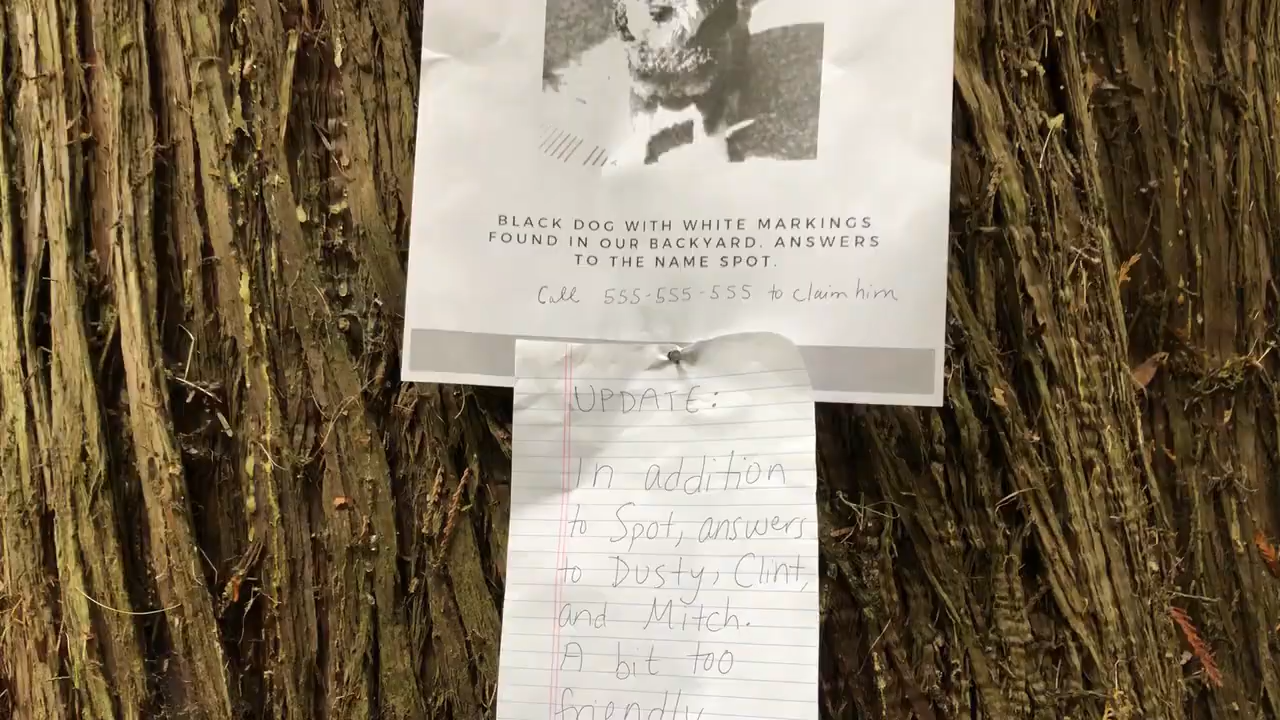 BLACK DOG WITH WHITE MARKINGS
FOUND IN OUR BACKYARD. ANSWERS
TO THE NAME SPOT.
Call 555-555-555 to claim him
UPDATE:
In addition
to Spot, answers
to Dusty, Clint,
and Mitch.
A bit too
friendly